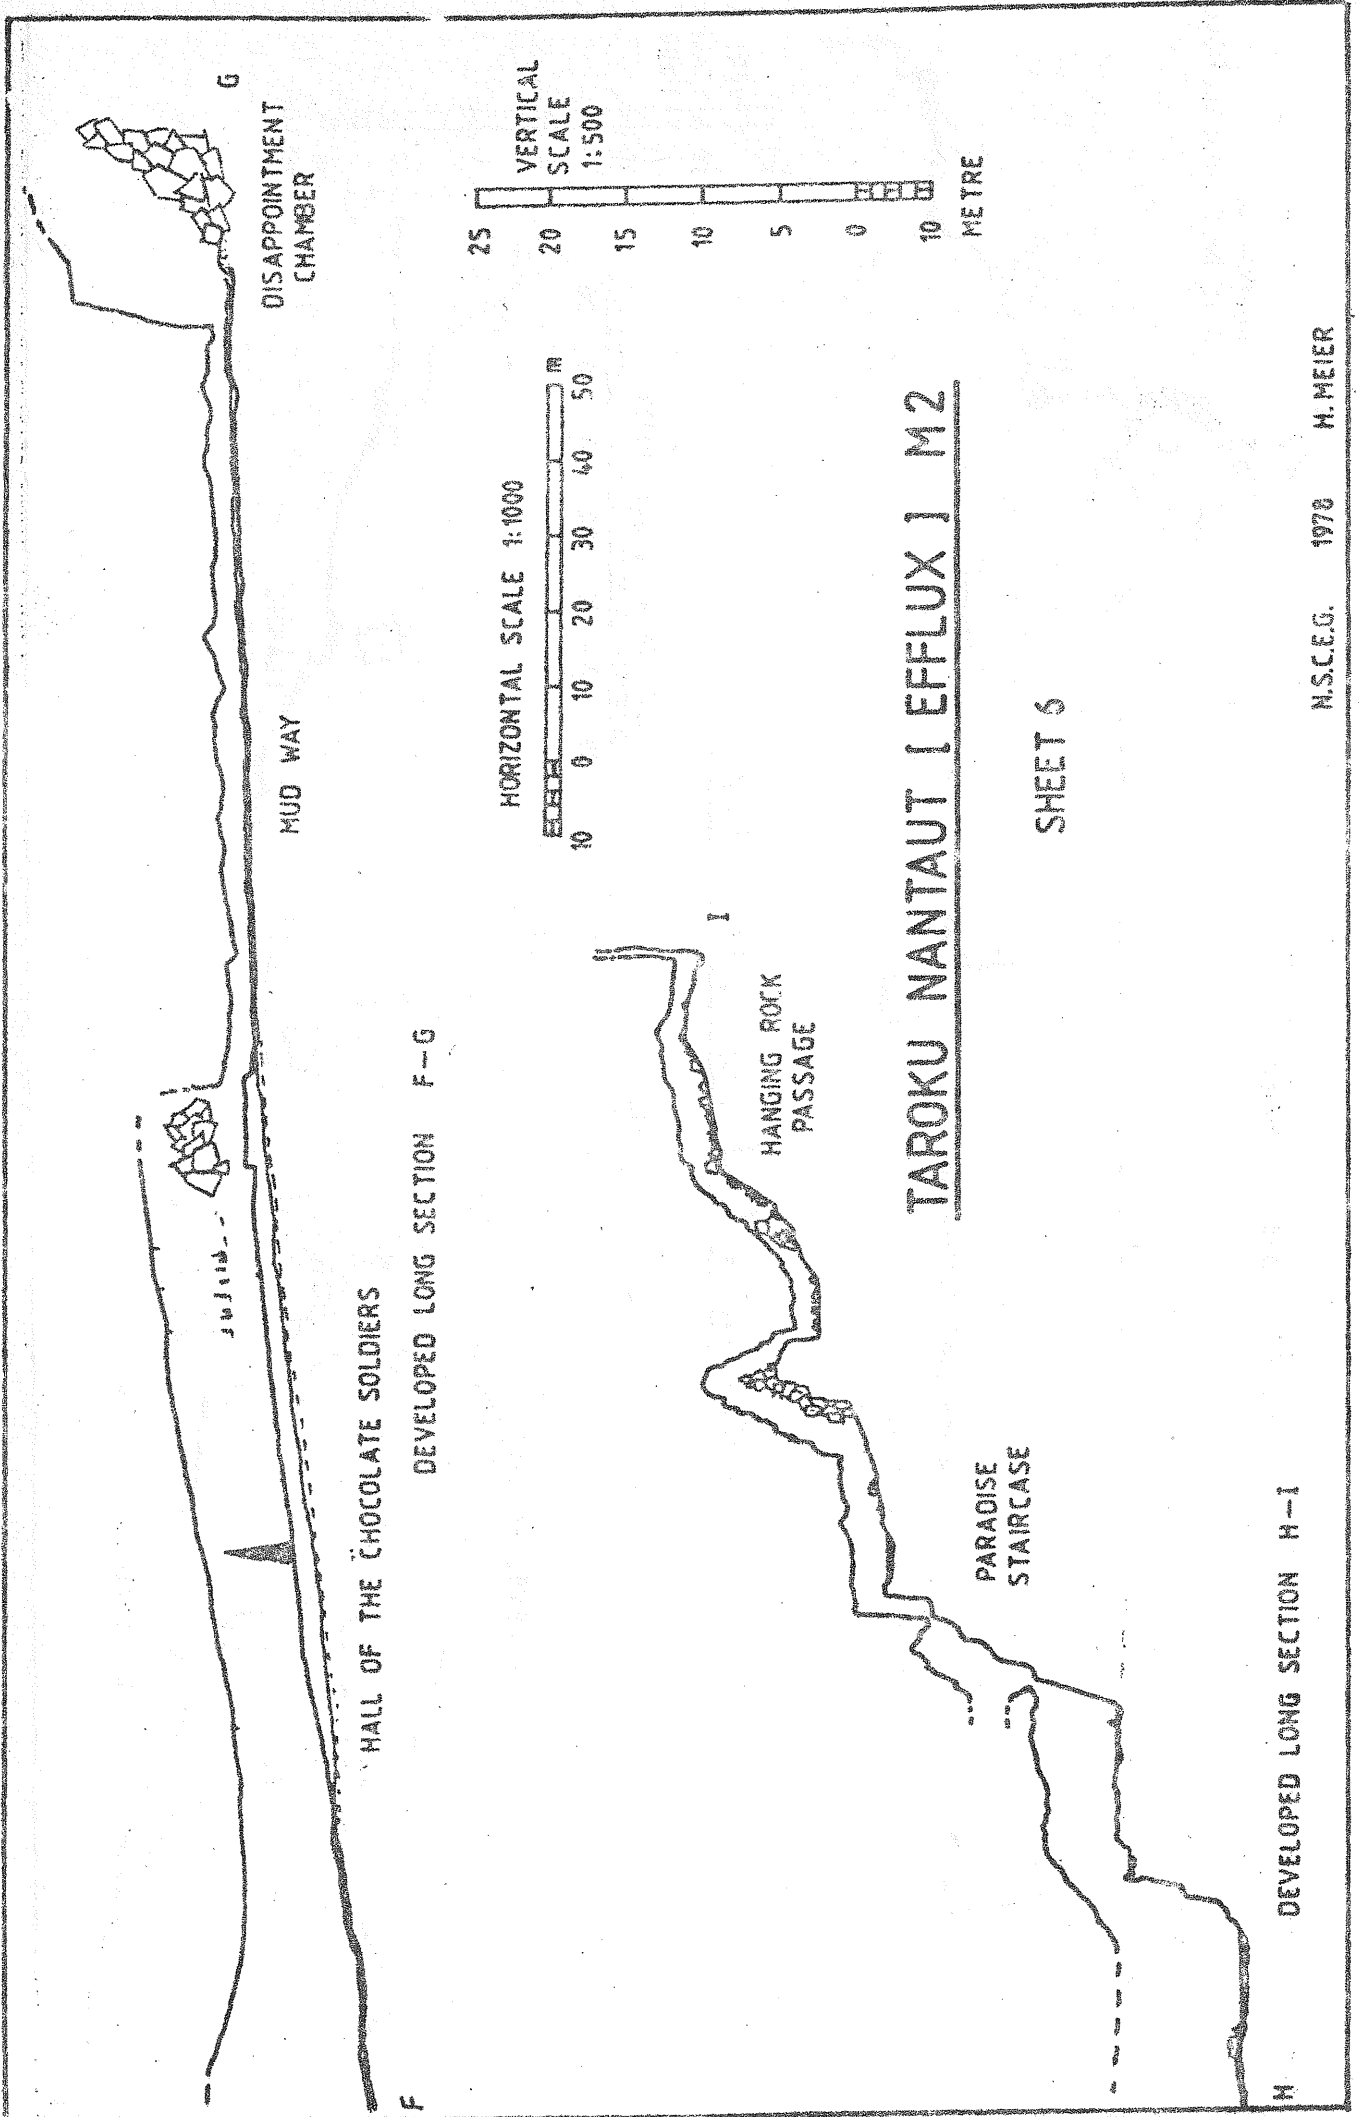 G
DISAPPOINTMENT
CHAMBER
MUD WAY
HALL OF THE CHOCOLATE SOLDIERS
F
DEVELOPED LONG SECTION F-G
HORIZONTAL SCALE 1:1000
10 0 10 20 30 40 50 m
VERTICAL
SCALE
1:500
25
20
15
10
5
0
10
METRE
I
HANGING ROCK
PASSAGE
PARADISE
STAIRCASE
H
DEVELOPED LONG SECTION H-I
TAROKU NANTAUT [ EFFLUX ] M2
SHEET 6
N.S.C.E.G. 1978 H. MEIER